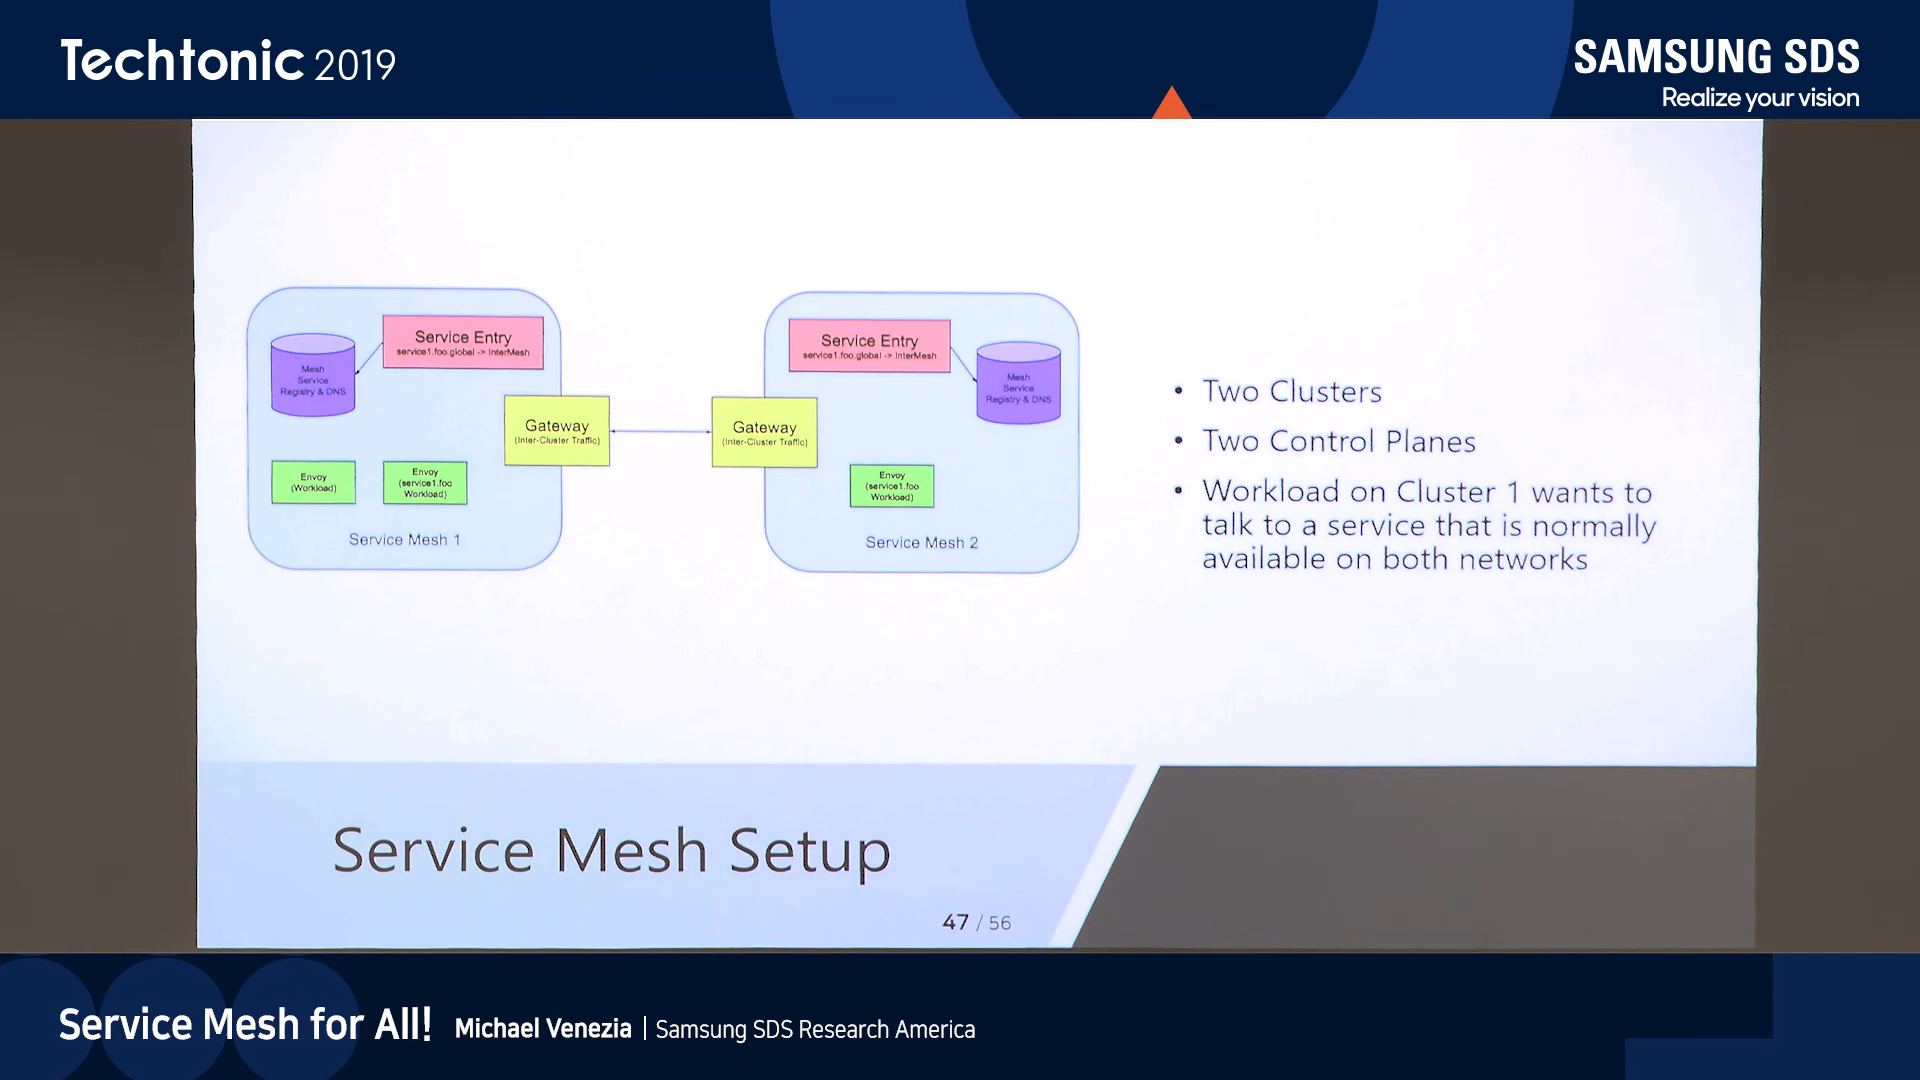 Techtonic 2019
SAMSUNG SDS
Realize your vision
Service Entry
service1.foo.global -> InterMesh
Mesh
Service
Registry & DNS
Gateway
(Inter-Cluster Traffic)
Envoy
(Workload)
Envoy
(service1.foo
Workload)
Service Mesh 1
Service Entry
service1.foo.global -> InterMesh
Mesh
Service
Registry & DNS
Gateway
(Inter-Cluster Traffic)
Envoy
(service1.foo
Workload)
Service Mesh 2
• Two Clusters
• Two Control Planes
• Workload on Cluster 1 wants to
talk to a service that is normally
available on both networks
Service Mesh Setup
47 / 56
Service Mesh for All! Michael Venezia | Samsung SDS Research America